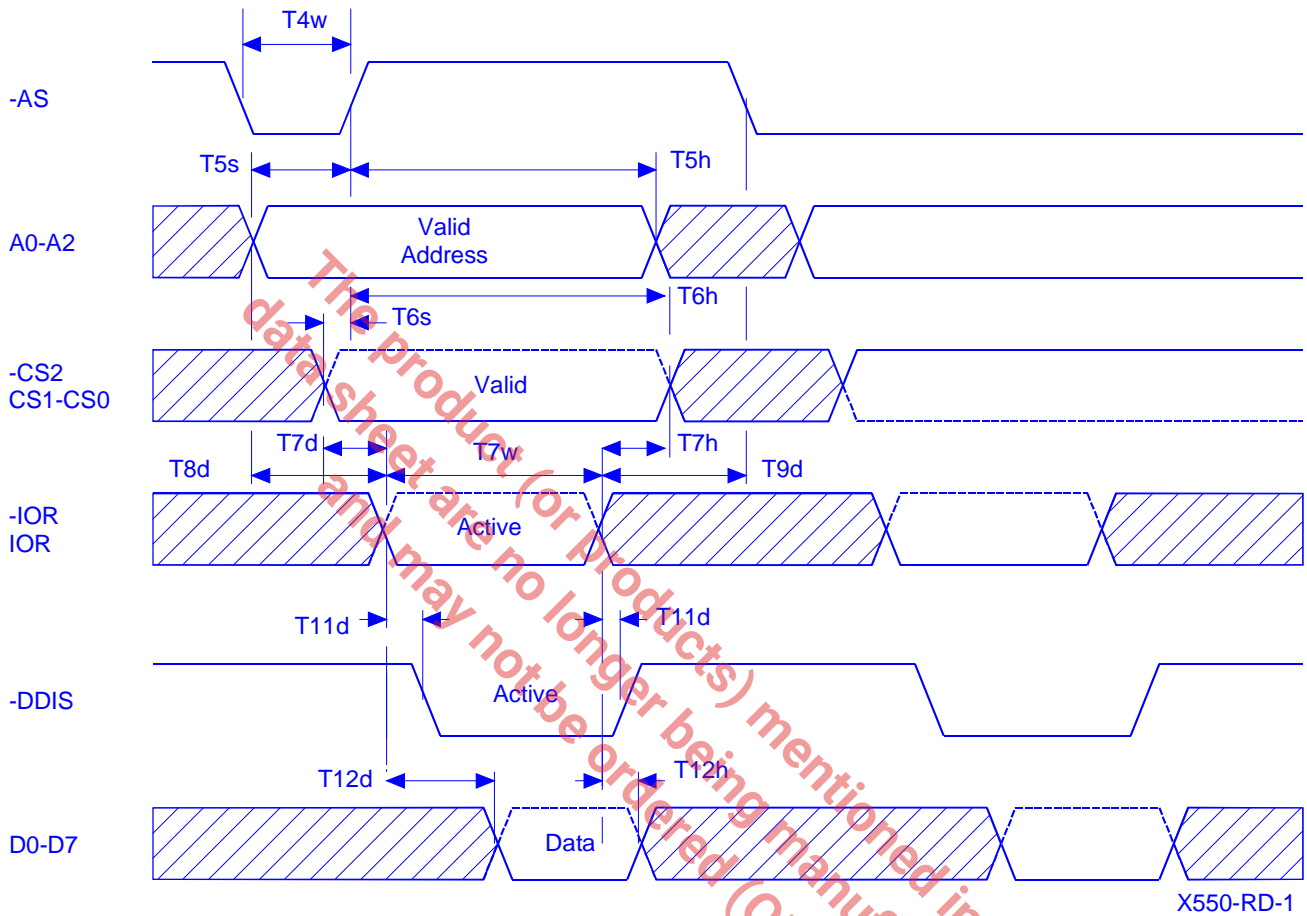 T4w
-AS
T5s
T5h
A0-A2
Valid
Address
T6h
T6s
-CS2
CS1-CS0
Valid
T7d
T7w
T7h
T8d
T9d
-IOR
IOR
Active
T11d
T11d
-DDIS
Active
T12d
T12h
D0-D7
Data
X550-RD-1
The product (or products) mentioned in
data sheet are no longer being manuf
and may not be ordered (O